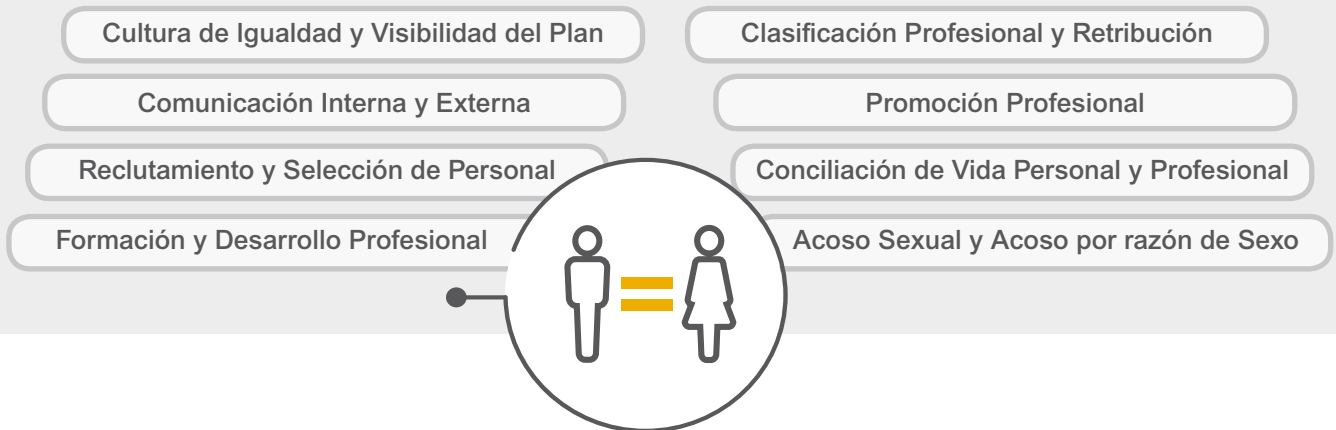 Cultura de Igualdad y Visibilidad del Plan
Comunicación Interna y Externa
Reclutamiento y Selección de Personal
Formación y Desarrollo Profesional
Clasificación Profesional y Retribución
Promoción Profesional
Conciliación de Vida Personal y Profesional
Acoso Sexual y Acoso por razón de Sexo